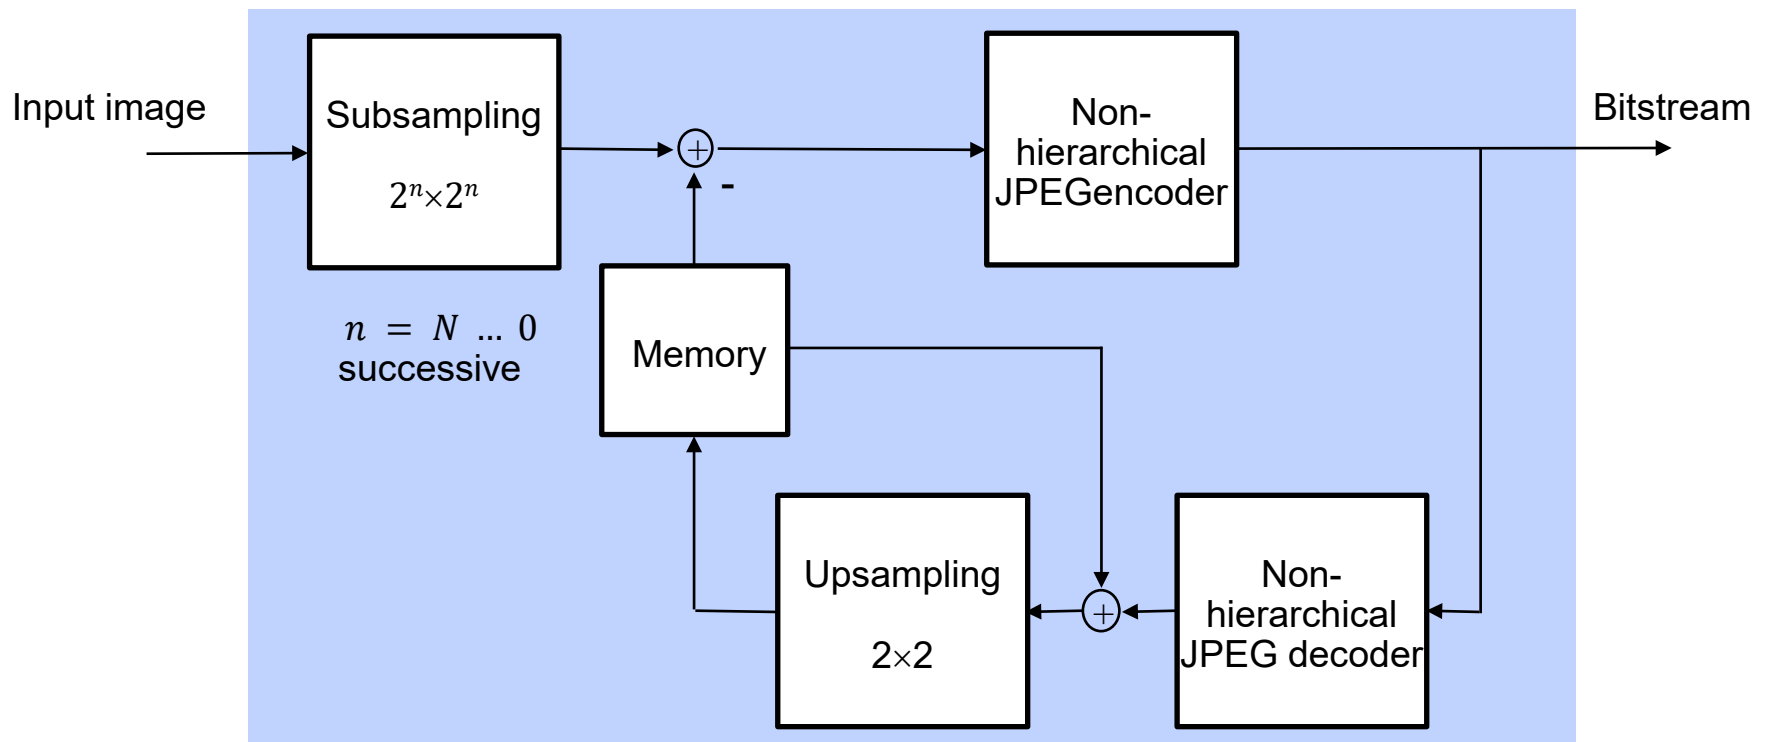 Input image
Subsampling
2ⁿ×2ⁿ
n = N … 0
successive
+
-
Non-
hierarchical
JPEGencoder
Bitstream
Memory
Upsampling
2×2
+
Non-
hierarchical
JPEG decoder